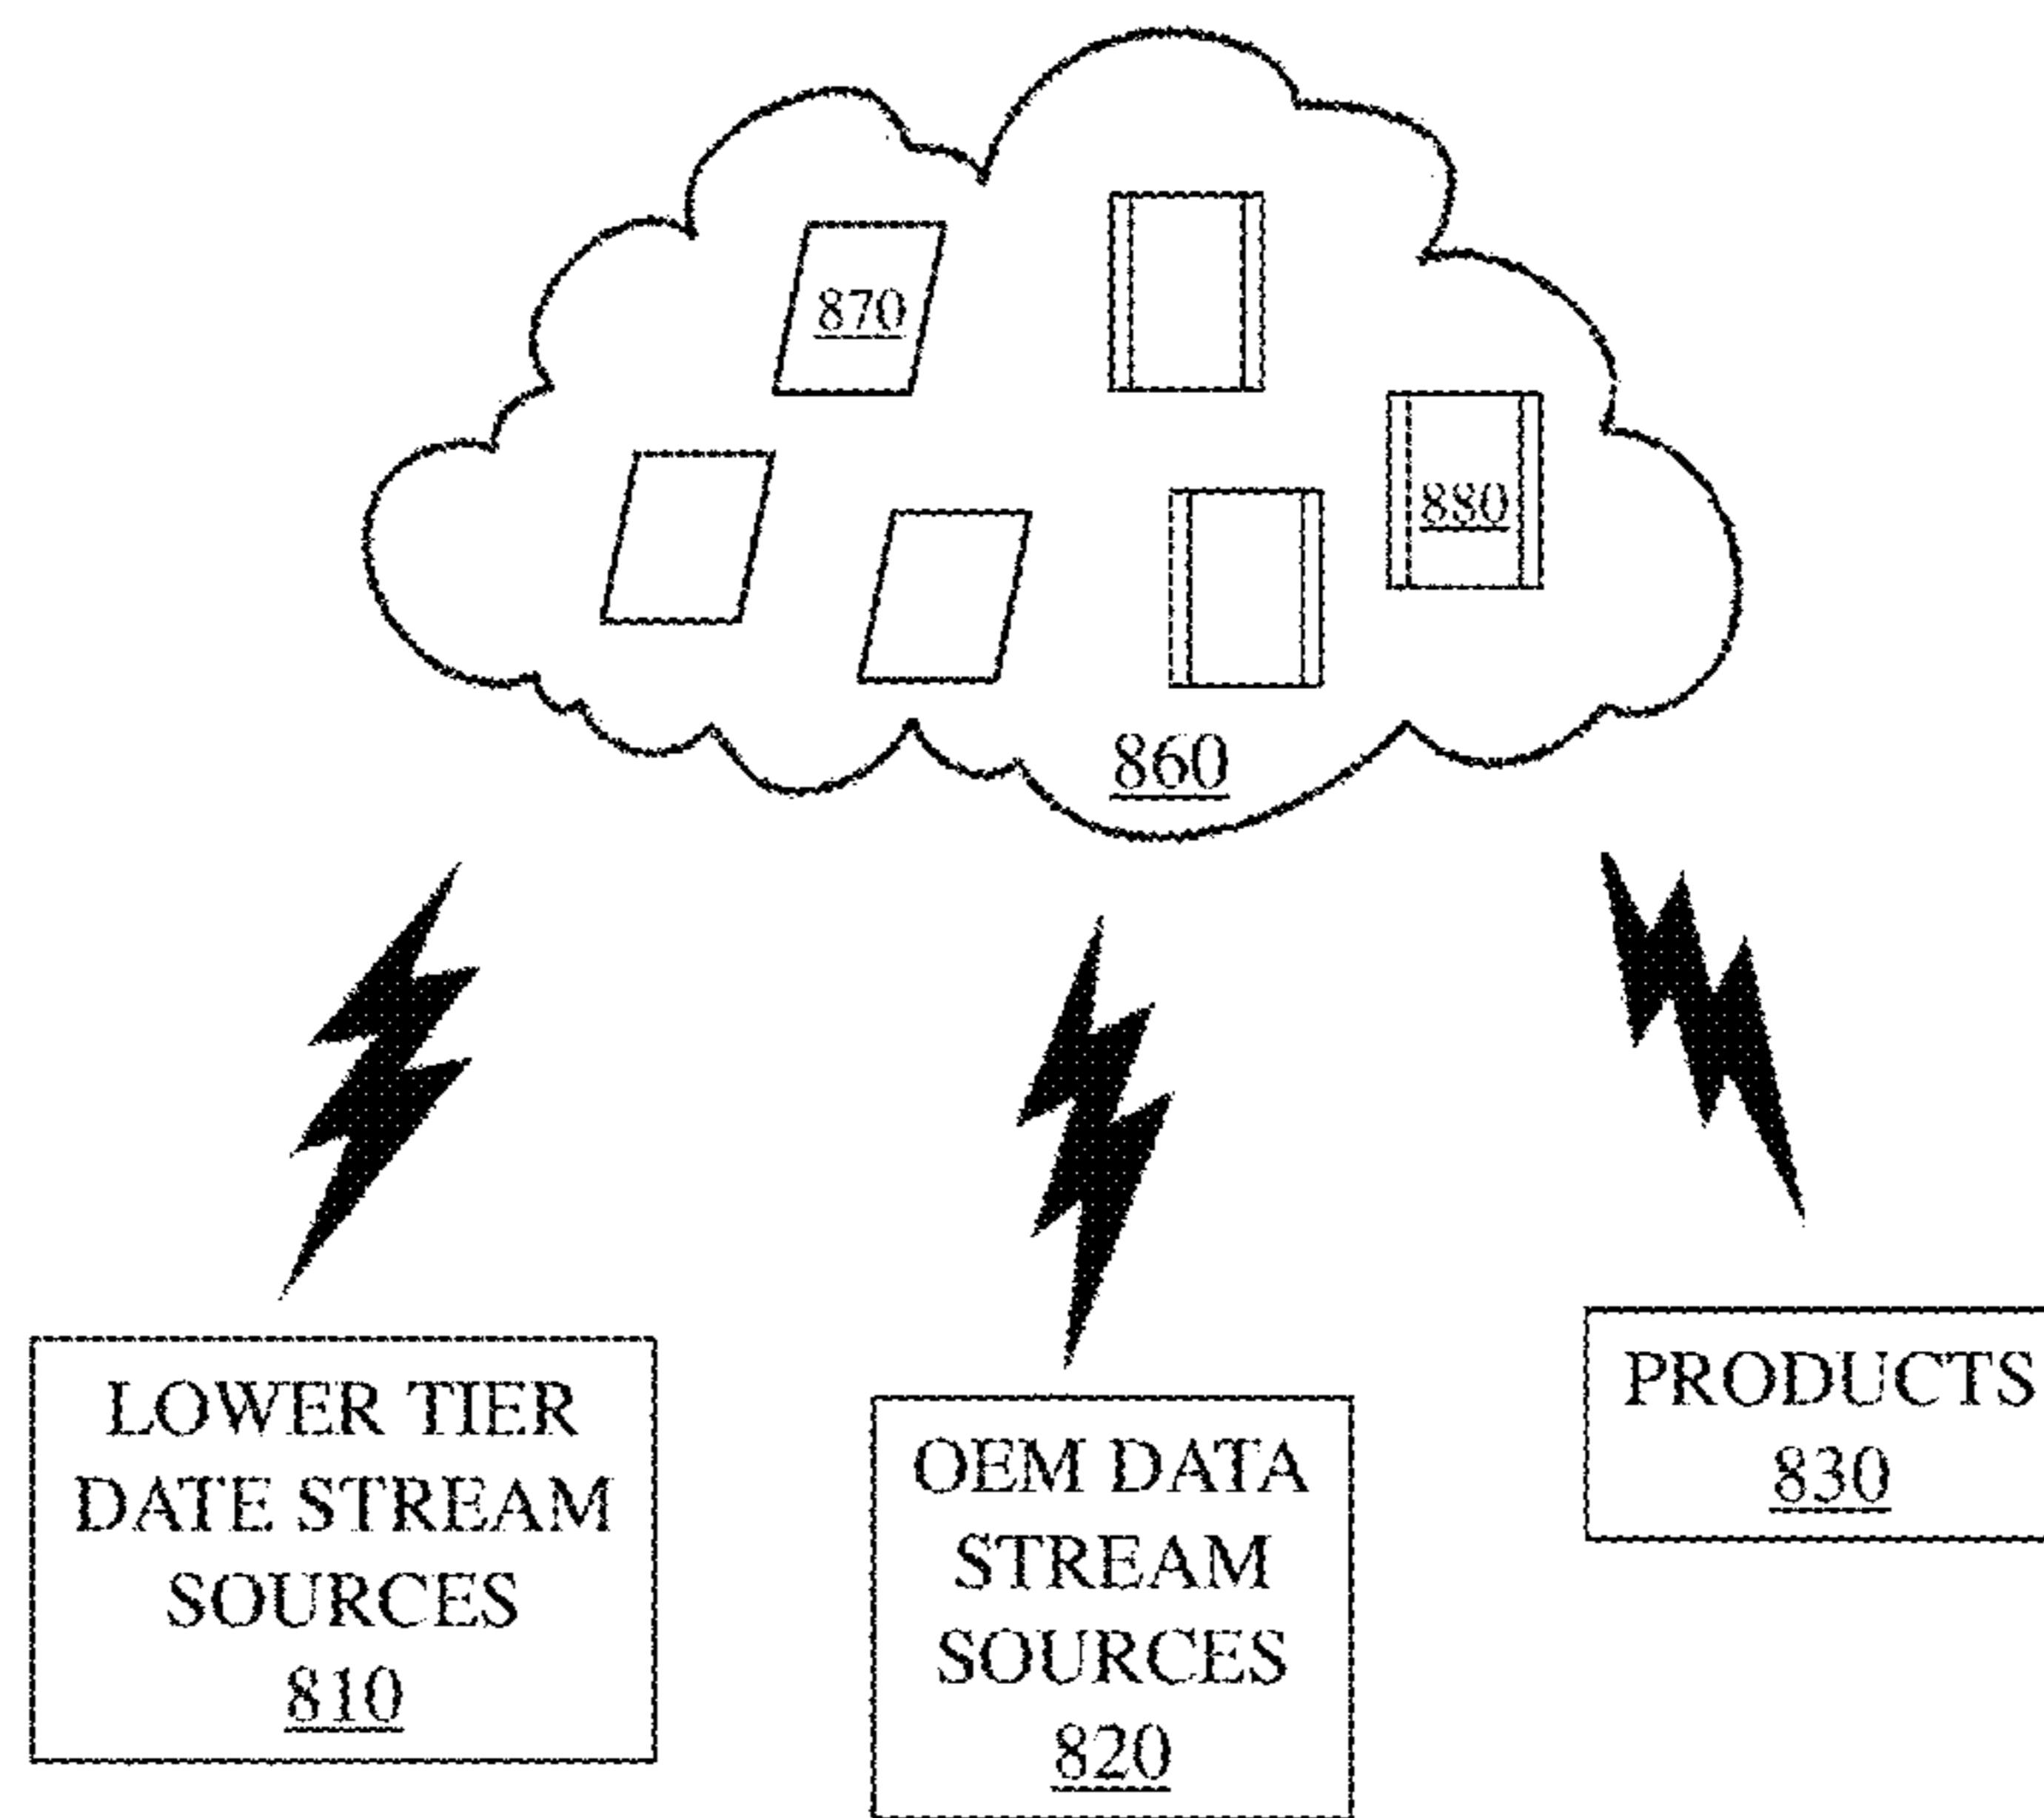 870
880
860
LOWER TIER
DATE STREAM
SOURCES
810
OEM DATA
STREAM
SOURCES
820
PRODUCTS
830